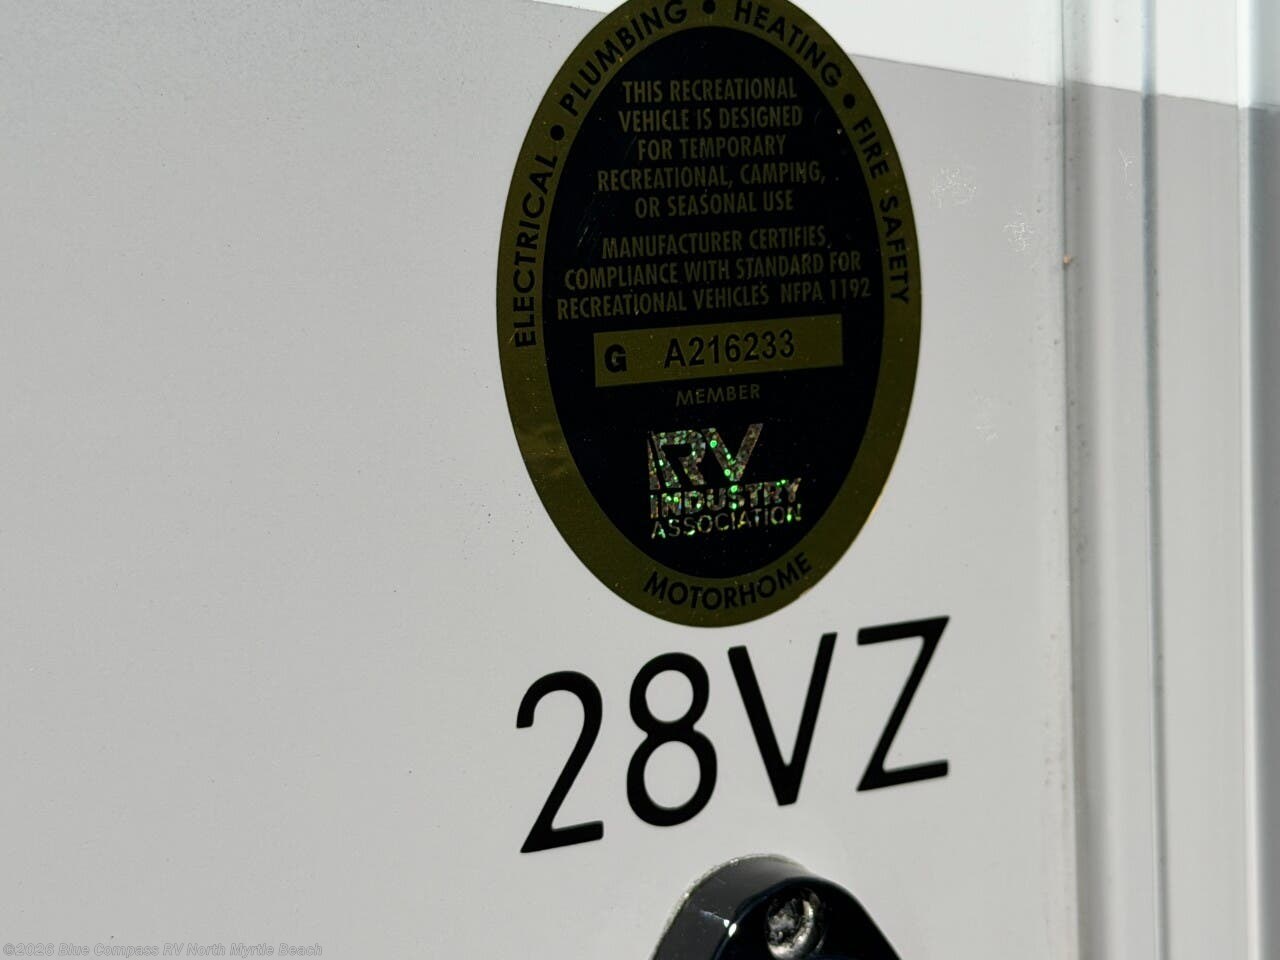 ELECTRICAL • PLUMBING • HEATING • FIRE SAFETY
THIS RECREATIONAL
VEHICLE IS DESIGNED
FOR TEMPORARY
RECREATIONAL, CAMPING,
OR SEASONAL USE
MANUFACTURER CERTIFIES
COMPLIANCE WITH STANDARD FOR
RECREATIONAL VEHICLES NFPA 1192
G A216233
MEMBER
RV
INDUSTRY
ASSOCIATION
MOTORHOME
28VZ
©2026 Blue Compass RV North Myrtle Beach